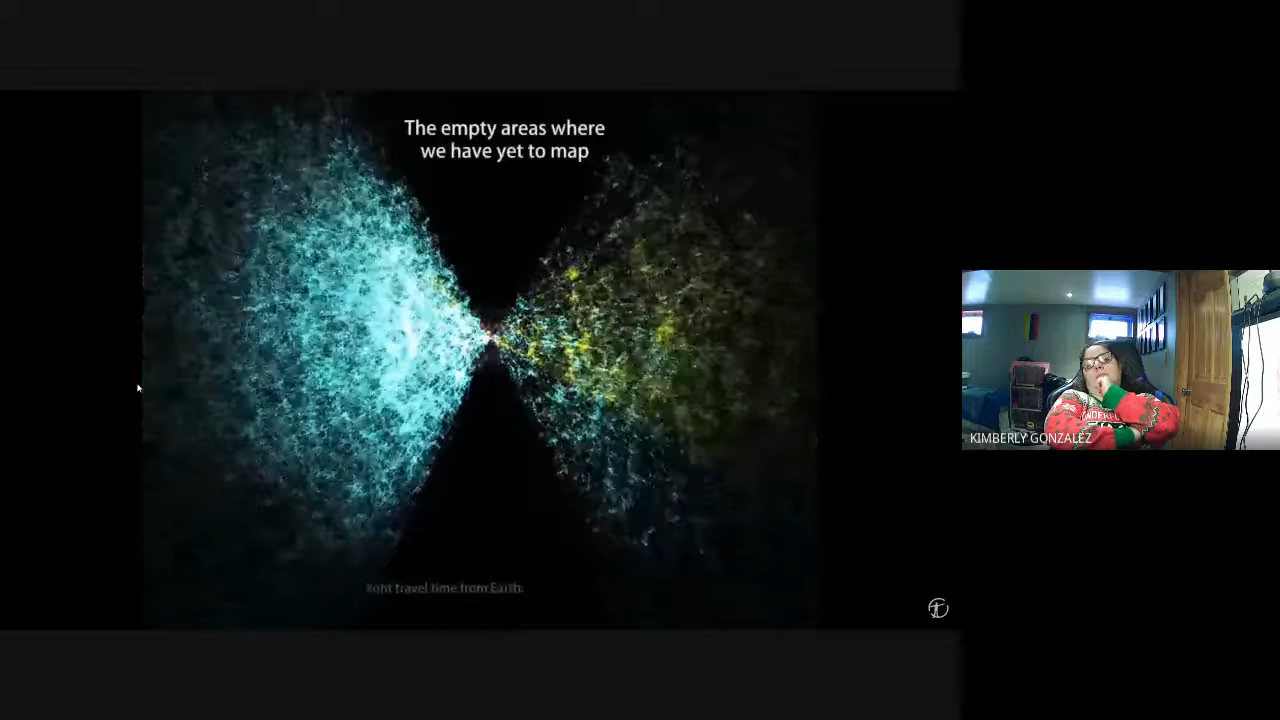 The empty areas where
we have yet to map
light travel time from Earth
KIMBERLY GONZALEZ